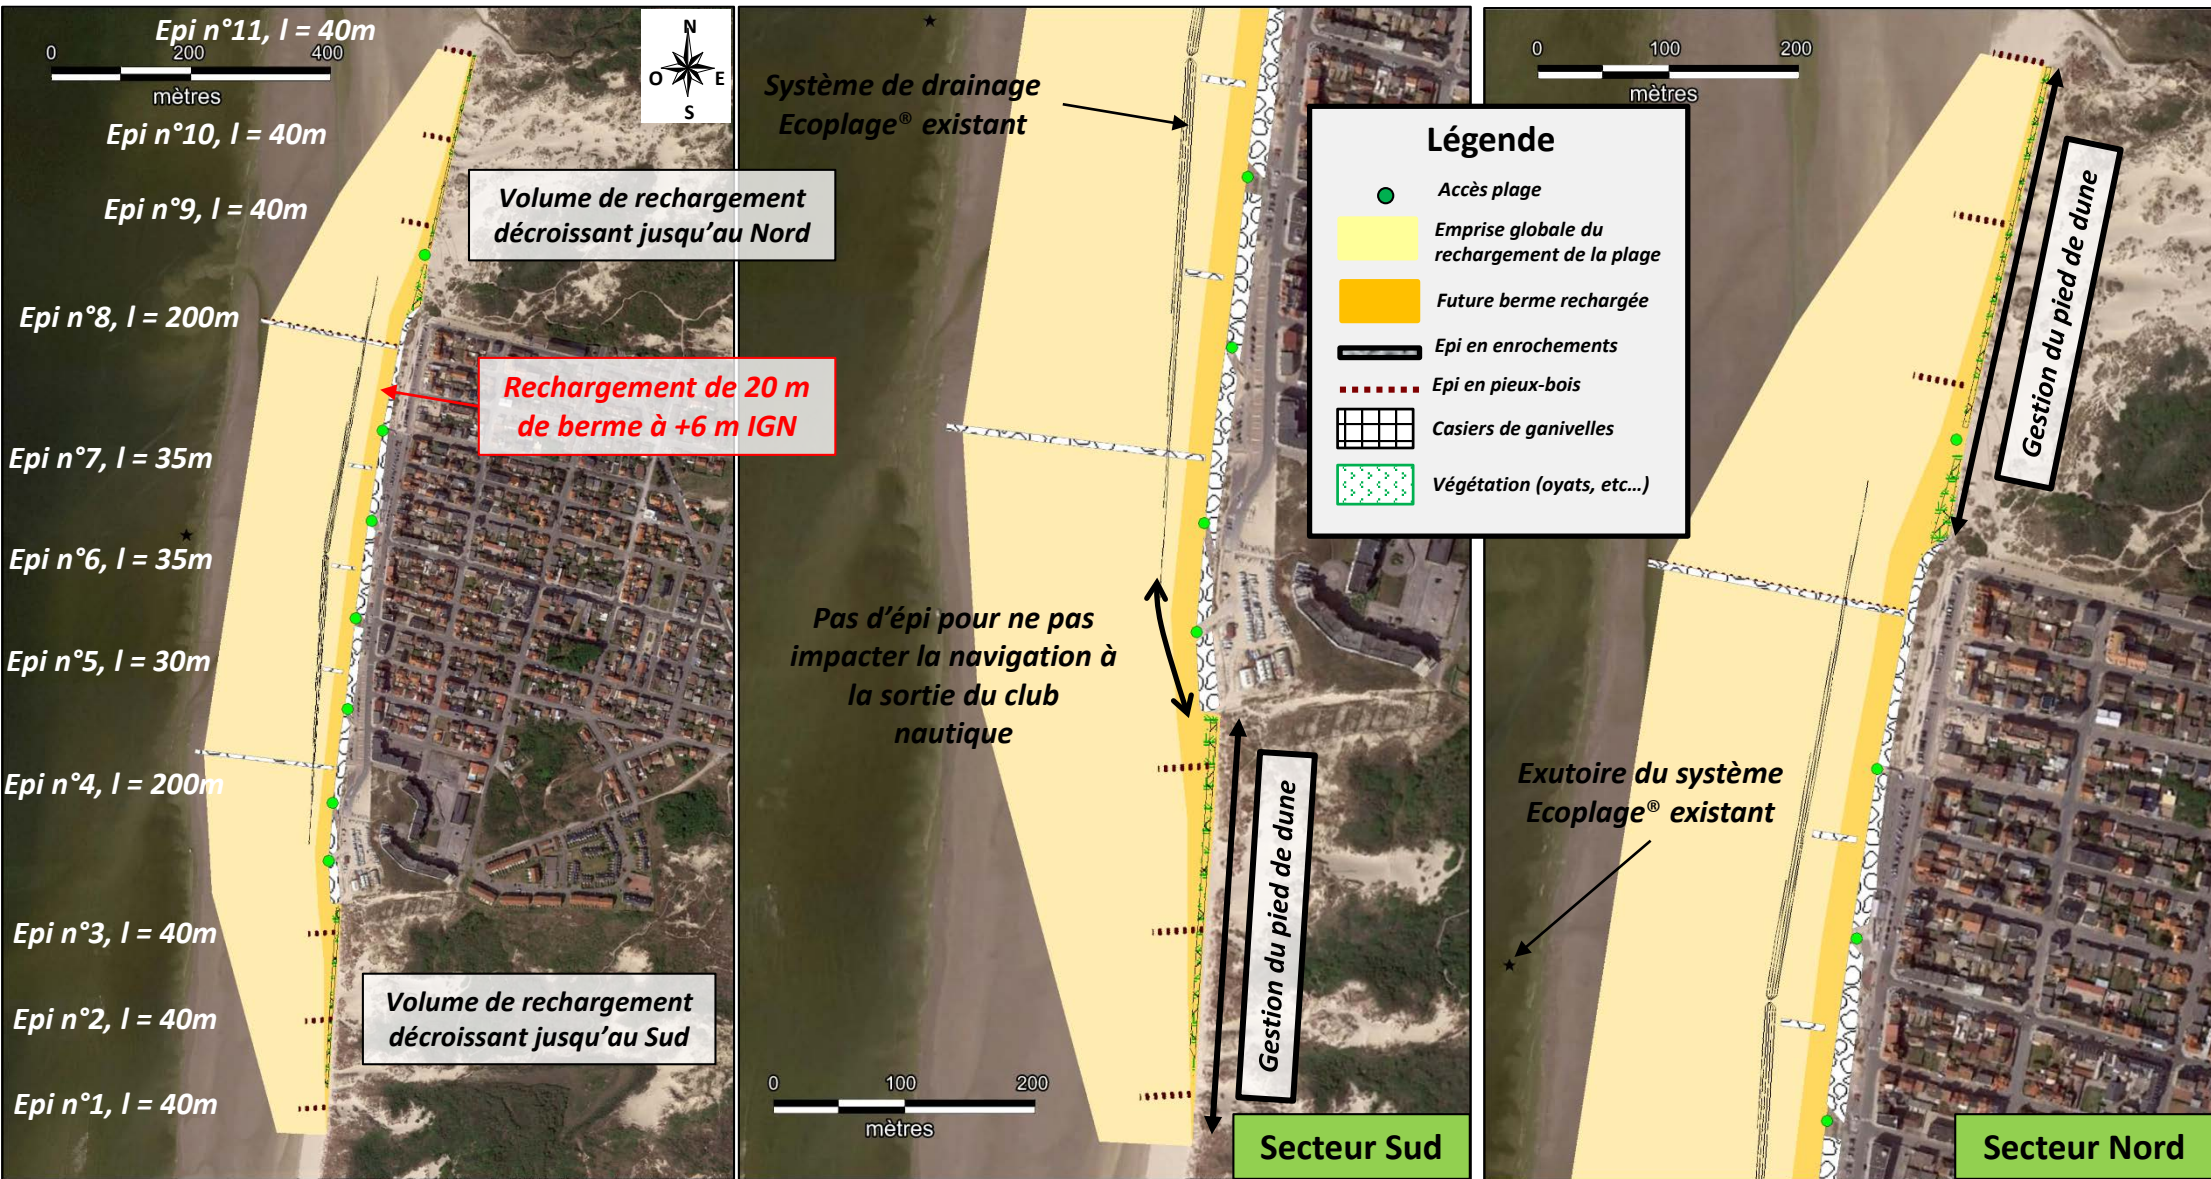 Epi n°11, l = 40m
0 200 400
mètres
N
O E
S
Epi n°10, l = 40m
Epi n°9, l = 40m
Volume de rechargement
décroissant jusqu'au Nord
Epi n°8, l = 200m
Rechargement de 20 m
de berme à +6 m IGN
Epi n°7, l = 35m
Epi n°6, l = 35m
Epi n°5, l = 30m
Epi n°4, l = 200m
Epi n°3, l = 40m
Volume de rechargement
décroissant jusqu'au Sud
Epi n°2, l = 40m
Epi n°1, l = 40m
Système de drainage
Ecoplage® existant
Pas d'épi pour ne pas
impacter la navigation à
la sortie du club
nautique
Gestion du pied de dune
0 100 200
mètres
Secteur Sud
0 100 200
mètres
Légende
Accès plage
Emprise globale du
rechargement de la plage
Future berme rechargée
Epi en enrochements
Epi en pieux-bois
Casiers de ganivelles
Végétation (oyats, etc…)
Gestion du pied de dune
Exutoire du système
Ecoplage® existant
Secteur Nord